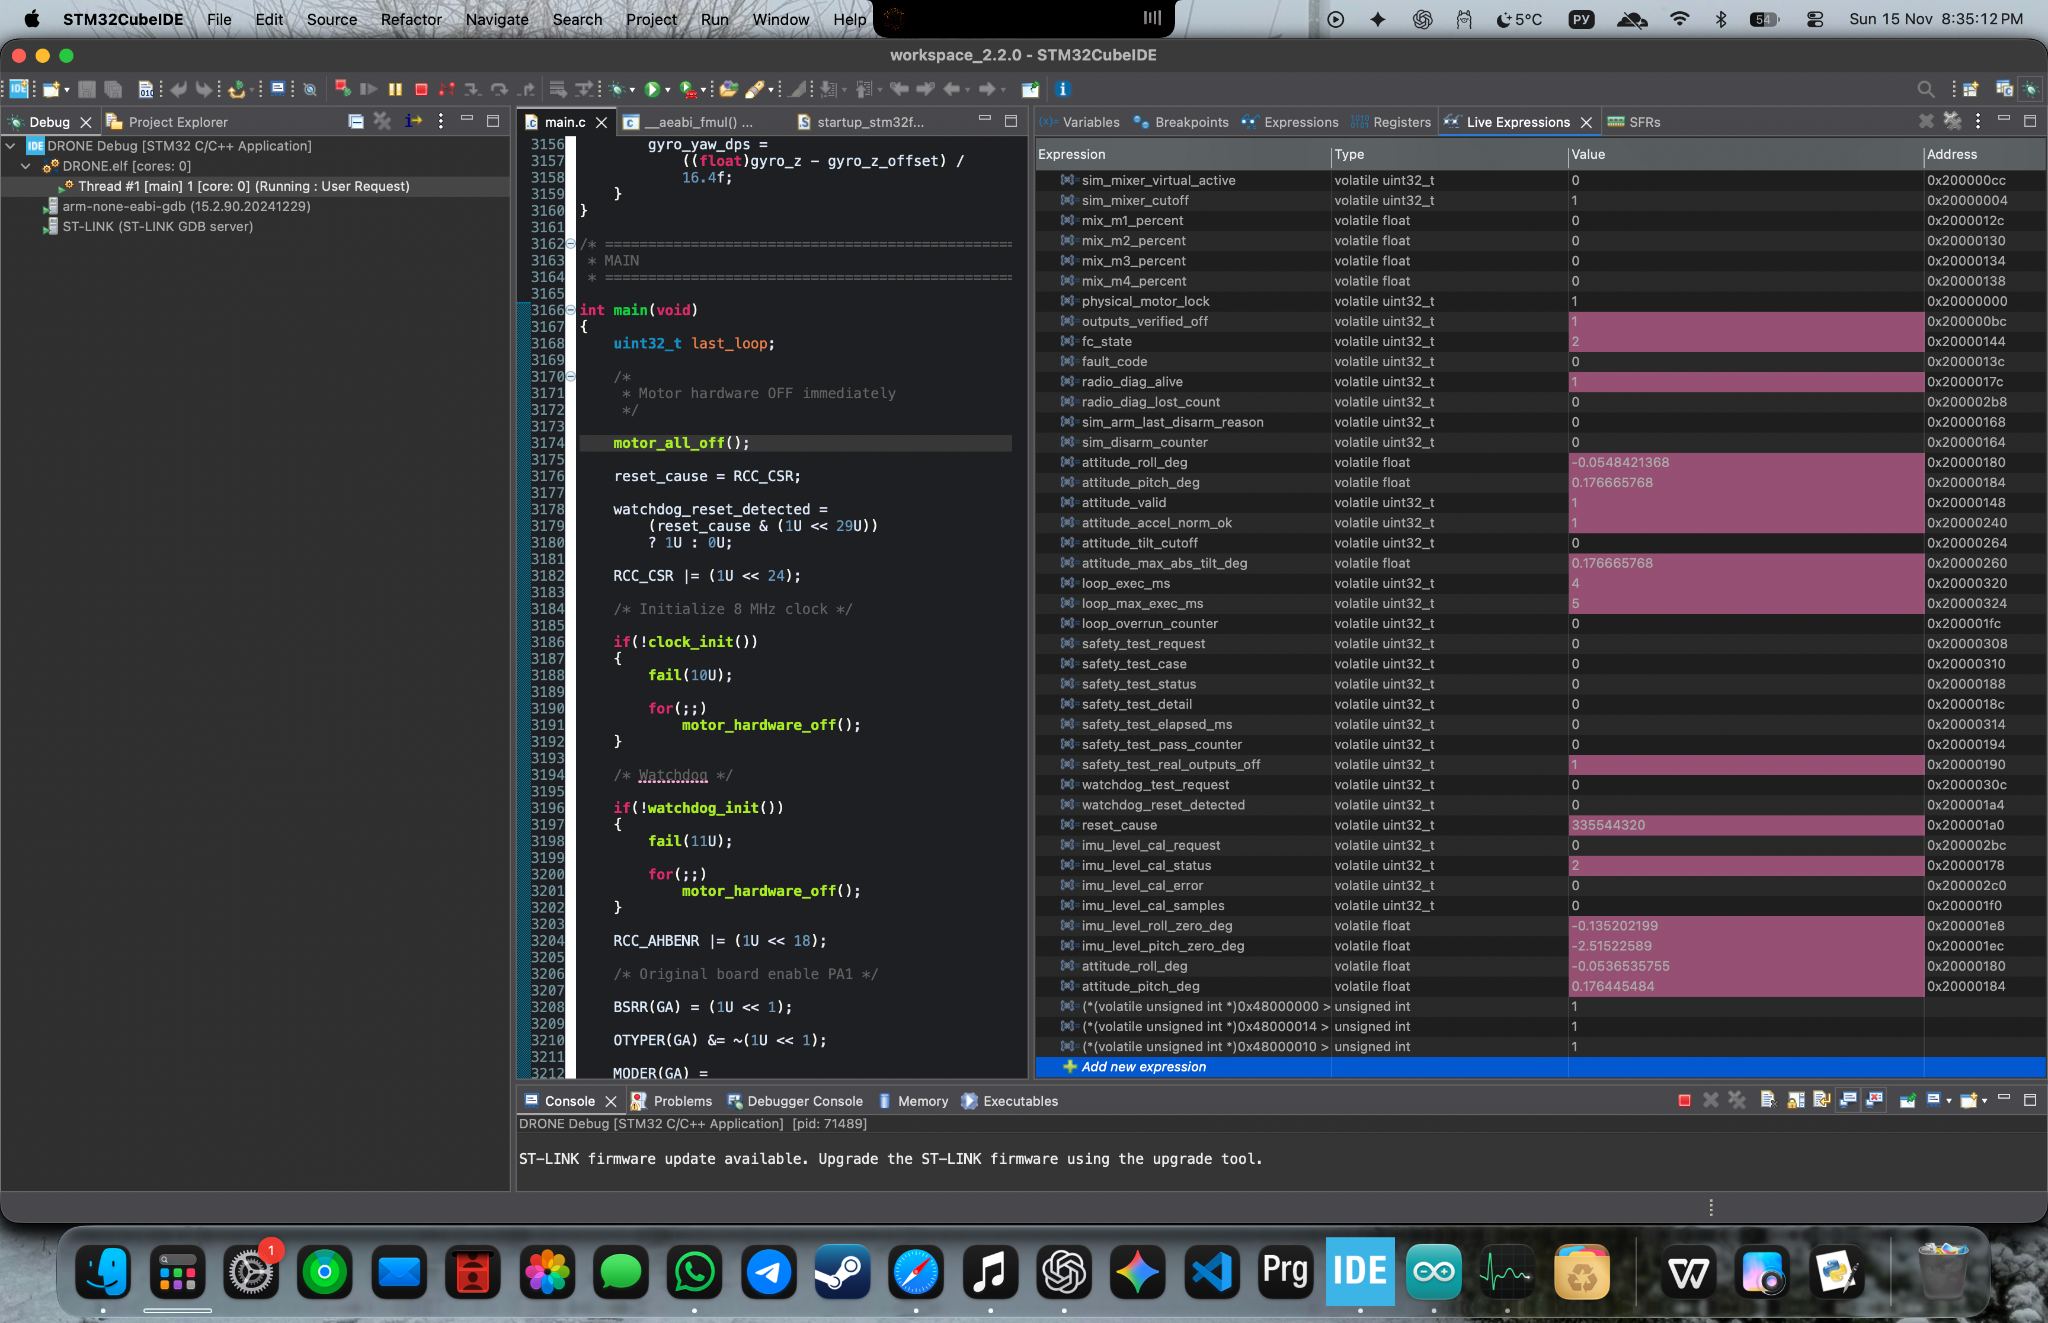 STM32CubeIDE File Edit Source Refactor Navigate Search Project Run Window Help 5°C РУ 54 Sun 15 Nov 8:35:12 PM
workspace_2.2.0 - STM32CubeIDE
Debug Project Explorer
DRONE Debug [STM32 C/C++ Application]
DRONE.elf [cores: 0]
Thread #1 [main] 1 [core: 0] (Running : User Request)
arm-none-eabi-gdb (15.2.90.20241229)
ST-LINK (ST-LINK GDB server)
main.c __aeabi_fmul() ... startup_stm32f...
3156 gyro_yaw_dps =
3157 ((float)gyro_z - gyro_z_offset) /
3158 16.4f;
3159 }
3160 }
3161
3162 /* ================================================
3163 * MAIN
3164 * ================================================
3165
3166 int main(void)
3167 {
3168 uint32_t last_loop;
3169
3170 /*
3171 * Motor hardware OFF immediately
3172 */
3173
3174 motor_all_off();
3175
3176 reset_cause = RCC_CSR;
3177
3178 watchdog_reset_detected =
3179 (reset_cause & (1U << 29U))
3180 ? 1U : 0U;
3181
3182 RCC_CSR |= (1U << 24);
3183
3184 /* Initialize 8 MHz clock */
3185
3186 if(!clock_init())
3187 {
3188 fail(10U);
3189
3190 for(;;)
3191 motor_hardware_off();
3192 }
3193
3194 /* Watchdog */
3195
3196 if(!watchdog_init())
3197 {
3198 fail(11U);
3199
3200 for(;;)
3201 motor_hardware_off();
3202 }
3203
3204 RCC_AHBENR |= (1U << 18);
3205
3206 /* Original board enable PA1 */
3207
3208 BSRR(GA) = (1U << 1);
3209
3210 OTYPER(GA) &= ~(1U << 1);
3211
3212 MODER(GA) =
Variables Breakpoints Expressions Registers Live Expressions SFRs
Expression Type Value Address
sim_mixer_virtual_active volatile uint32_t 0 0x200000cc
sim_mixer_cutoff volatile uint32_t 1 0x20000004
mix_m1_percent volatile float 0 0x2000012c
mix_m2_percent volatile float 0 0x20000130
mix_m3_percent volatile float 0 0x20000134
mix_m4_percent volatile float 0 0x20000138
physical_motor_lock volatile uint32_t 1 0x20000000
outputs_verified_off volatile uint32_t 1 0x200000bc
fc_state volatile uint32_t 2 0x20000144
fault_code volatile uint32_t 0 0x2000013c
radio_diag_alive volatile uint32_t 1 0x2000017c
radio_diag_lost_count volatile uint32_t 0 0x200002b8
sim_arm_last_disarm_reason volatile uint32_t 0 0x20000168
sim_disarm_counter volatile uint32_t 0 0x20000164
attitude_roll_deg volatile float -0.0548421368 0x20000180
attitude_pitch_deg volatile float 0.176665768 0x20000184
attitude_valid volatile uint32_t 1 0x20000148
attitude_accel_norm_ok volatile uint32_t 1 0x20000240
attitude_tilt_cutoff volatile uint32_t 0 0x20000264
attitude_max_abs_tilt_deg volatile float 0.176665768 0x20000260
loop_exec_ms volatile uint32_t 4 0x20000320
loop_max_exec_ms volatile uint32_t 5 0x20000324
loop_overrun_counter volatile uint32_t 0 0x200001fc
safety_test_request volatile uint32_t 0 0x20000308
safety_test_case volatile uint32_t 0 0x20000310
safety_test_status volatile uint32_t 0 0x20000188
safety_test_detail volatile uint32_t 0 0x2000018c
safety_test_elapsed_ms volatile uint32_t 0 0x20000314
safety_test_pass_counter volatile uint32_t 0 0x20000194
safety_test_real_outputs_off volatile uint32_t 1 0x20000190
watchdog_test_request volatile uint32_t 0 0x2000030c
watchdog_reset_detected volatile uint32_t 0 0x200001a4
reset_cause volatile uint32_t 335544320 0x200001a0
imu_level_cal_request volatile uint32_t 0 0x200002bc
imu_level_cal_status volatile uint32_t 2 0x20000178
imu_level_cal_error volatile uint32_t 0 0x200002c0
imu_level_cal_samples volatile uint32_t 0 0x200001f0
imu_level_roll_zero_deg volatile float -0.135202199 0x200001e8
imu_level_pitch_zero_deg volatile float -2.51522589 0x200001ec
attitude_roll_deg volatile float -0.0536535755 0x20000180
attitude_pitch_deg volatile float 0.176445484 0x20000184
(*(volatile unsigned int *)0x48000000 > unsigned int 1
(*(volatile unsigned int *)0x48000014 > unsigned int 1
(*(volatile unsigned int *)0x48000010 > unsigned int 1
Add new expression
Console Problems Debugger Console Memory Executables
DRONE Debug [STM32 C/C++ Application] [pid: 71489]
ST-LINK firmware update available. Upgrade the ST-LINK firmware using the upgrade tool.
1 Prg IDE